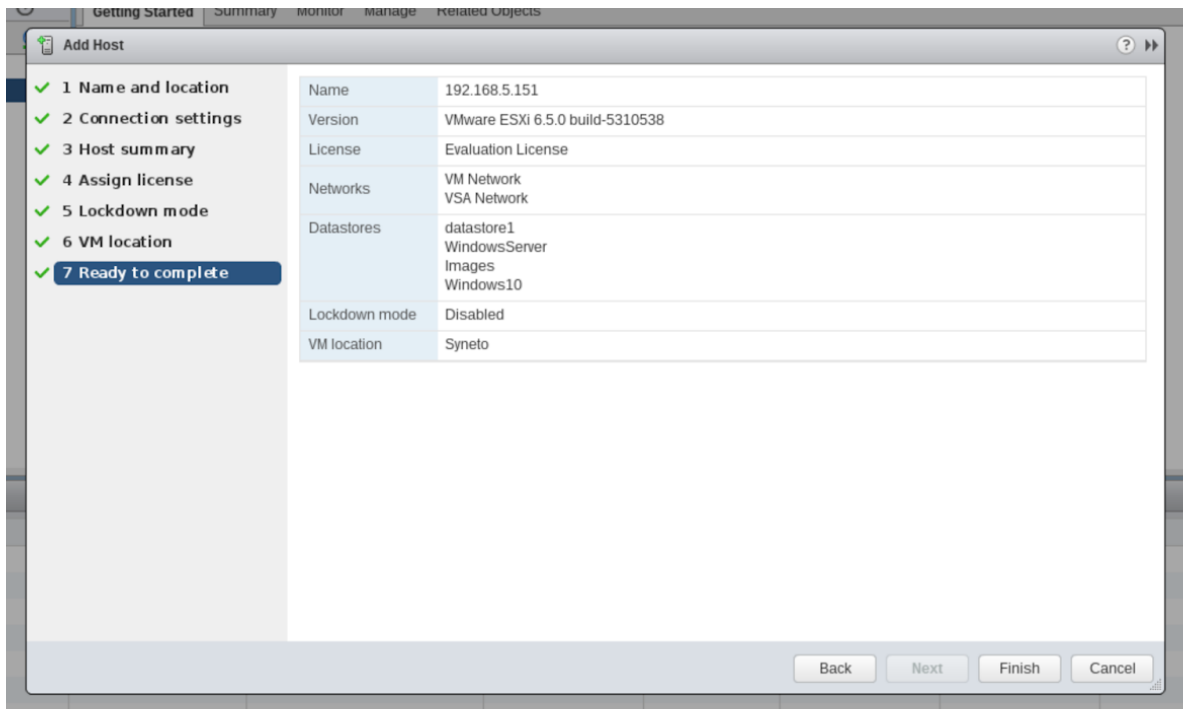 Getting Started Summary Monitor Manage Related Objects
Add Host
?
1 Name and location
2 Connection settings
3 Host summary
4 Assign license
5 Lockdown mode
6 VM location
7 Ready to complete
Name 192.168.5.151
Version VMware ESXi 6.5.0 build-5310538
License Evaluation License
Networks VM Network
VSA Network
Datastores datastore1
WindowsServer
Images
Windows10
Lockdown mode Disabled
VM location Syneto
Back Next Finish Cancel